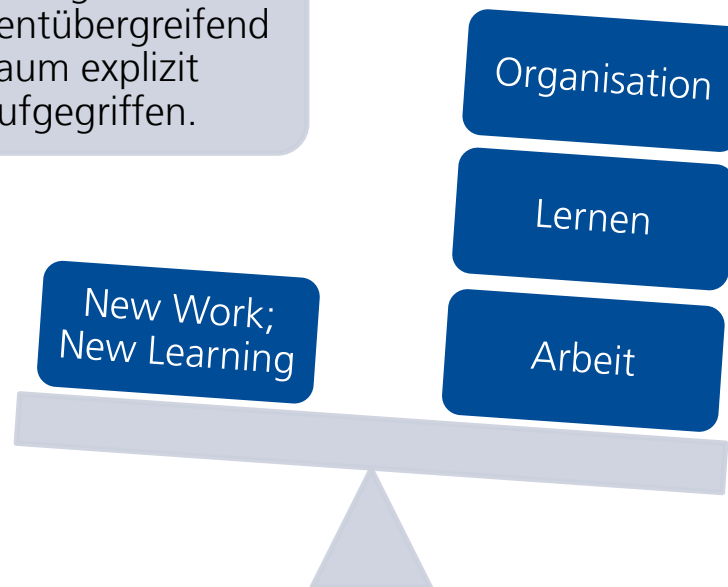 entübergreifend
aum explizit
ufgegriffen.
Organisation
Lernen
New Work;
New Learning
Arbeit